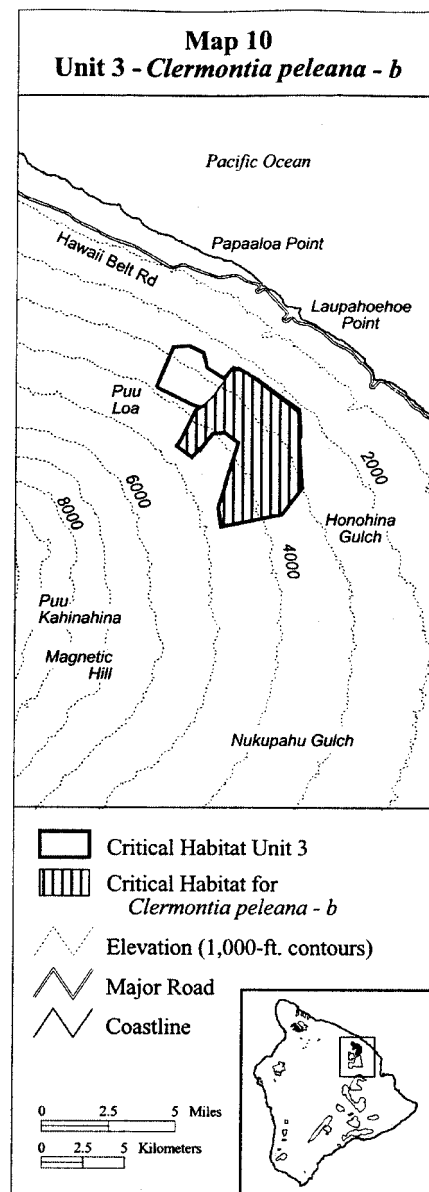 Map 10
Unit 3 - Clermontia peleana - b
Pacific Ocean
Papaaloa Point
Hawaii Belt Rd
Laupahoehoe
Point
Puu
Loa
2000
6000
8000
Honohina
Gulch
4000
Puu
Kahinahina
Magnetic
Hill
Nukupahu Gulch
Critical Habitat Unit 3
Critical Habitat for
Clermontia peleana - b
Elevation (1,000-ft. contours)
Major Road
Coastline
0 2.5 5 Miles
0 2.5 5 Kilometers